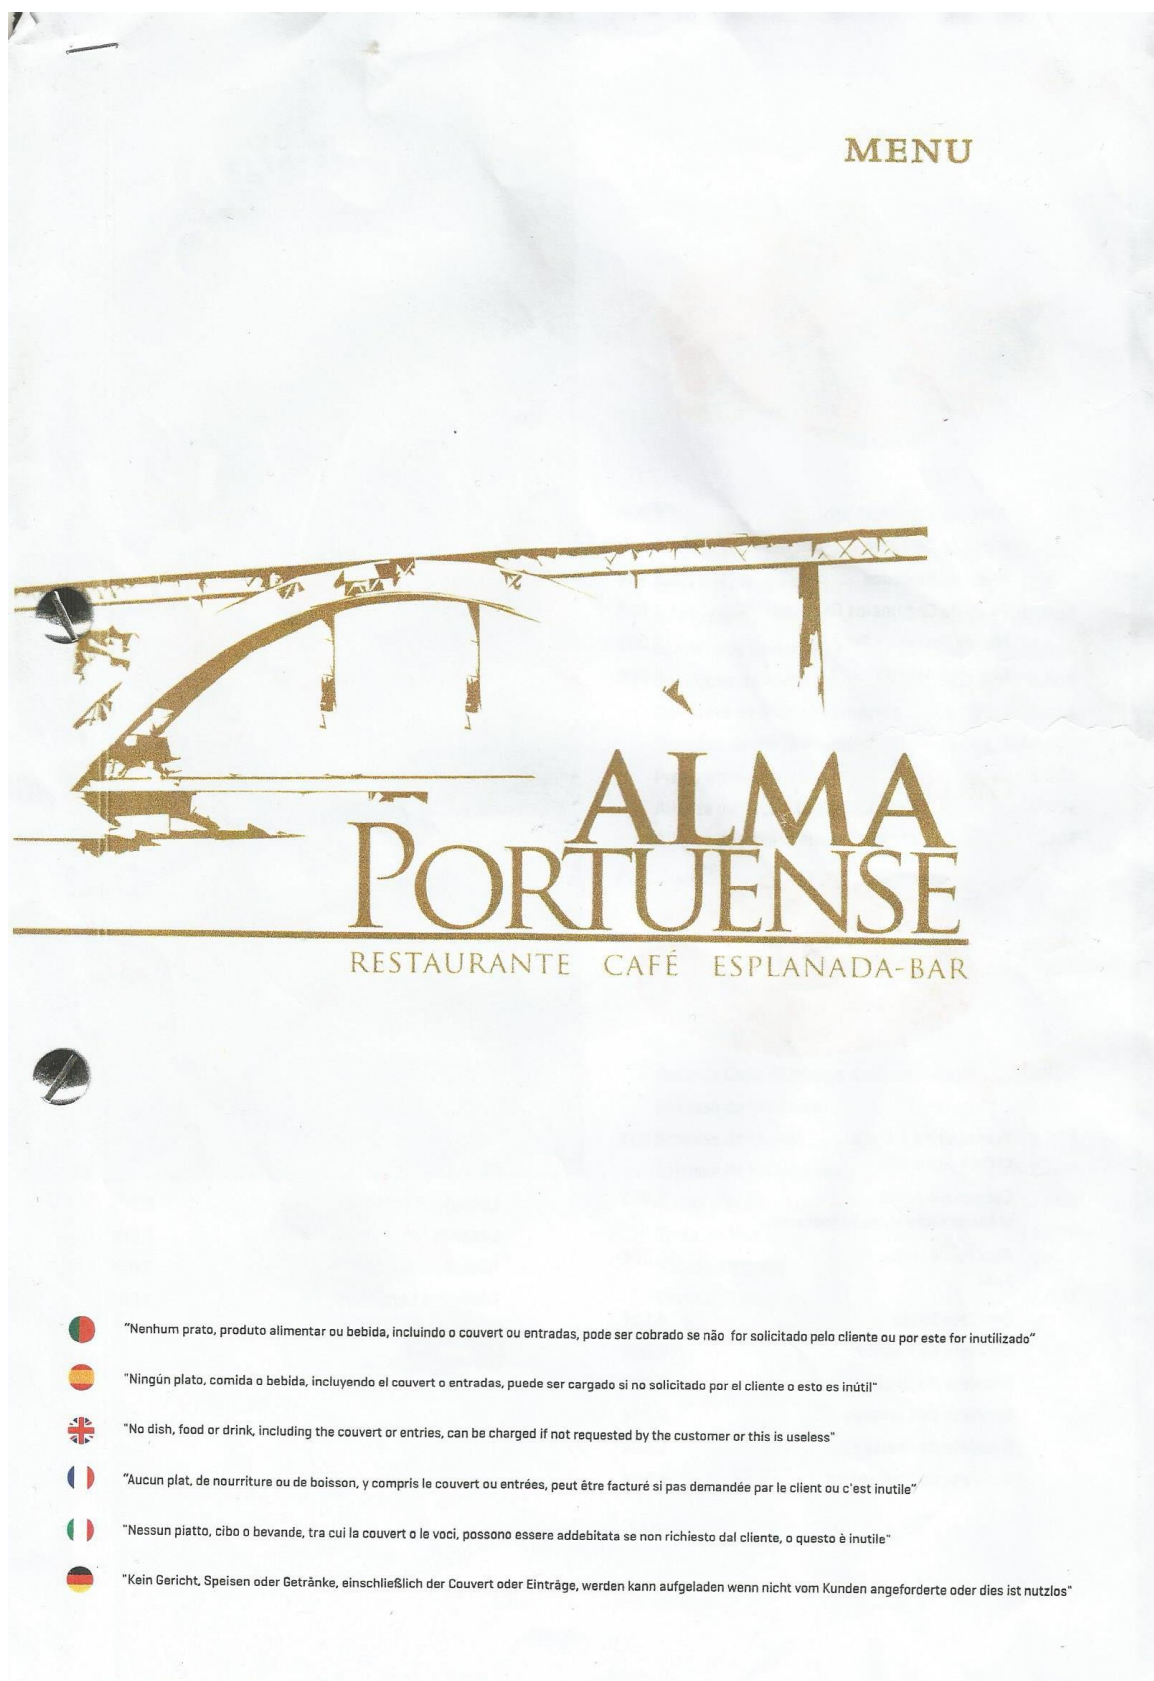 MENU
ALMA
PORTUENSE
RESTAURANTE CAFÉ ESPLANADA-BAR
"Nenhum prato, produto alimentar ou bebida, incluindo o couvert ou entradas, pode ser cobrado se não for solicitado pelo cliente ou por este for inutilizado"
"Ningún plato, comida o bebida, incluyendo el couvert o entradas, puede ser cargado si no solicitado por el cliente o esto es inútil"
"No dish, food or drink, including the couvert or entries, can be charged if not requested by the customer or this is useless"
"Aucun plat, de nourriture ou de boisson, y compris le couvert ou entrées, peut être facturé si pas demandée par le client ou c'est inutile"
"Nessun piatto, cibo o bevande, tra cui la couvert o le voci, possono essere addebitata se non richiesto dal cliente, o questo è inutile"
"Kein Gericht, Speisen oder Getränke, einschließlich der Couvert oder Einträge, werden kann aufgeladen wenn nicht vom Kunden angeforderte oder dies ist nutzlos"